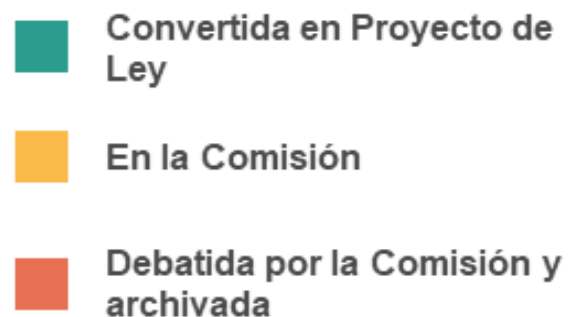 Convertida en Proyecto de
Ley
En la Comisión
Debatida por la Comisión y
archivada